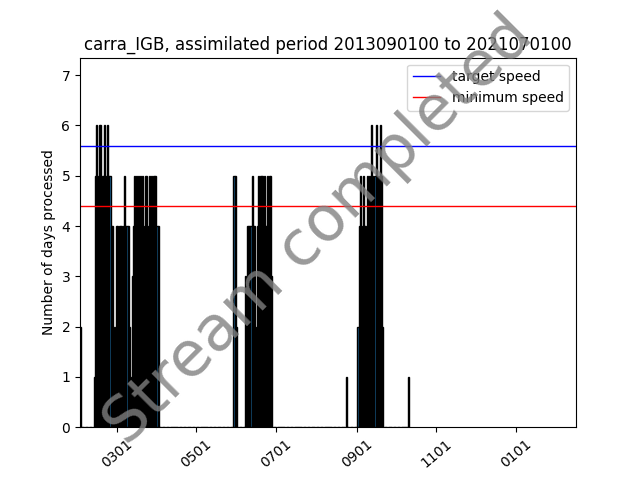 carra_IGB, assimilated period 2013090100 to 2021070100
target speed
minimum speed
Number of days processed
7
6
5
4
3
2
1
0
0301
0501
0701
0901
1101
0101
Stream completed